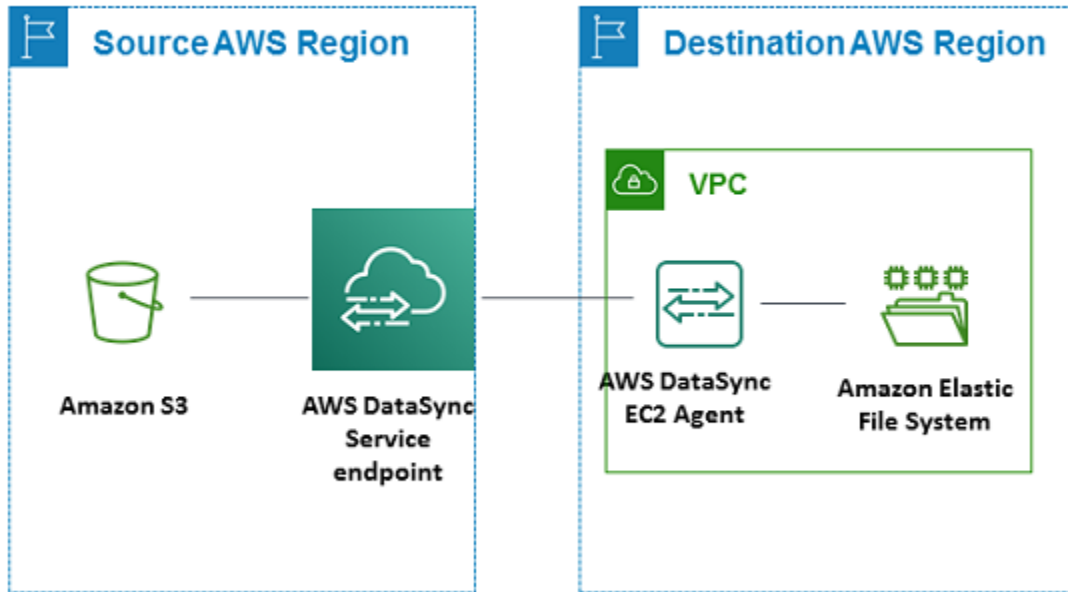 Source AWS Region
Destination AWS Region
VPC
Amazon S3
AWS DataSync
Service
endpoint
AWS DataSync
EC2 Agent
Amazon Elastic
File System